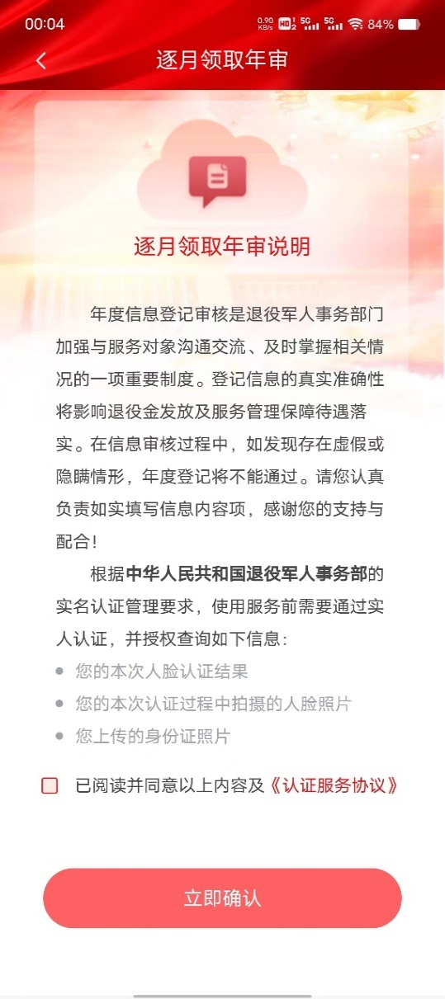 00:04
0.90 KB/s HD 1 2 5G 5G 84%
逐月领取年审
逐月领取年审说明
年度信息登记审核是退役军人事务部门
加强与服务对象沟通交流、及时掌握相关情
况的一项重要制度。登记信息的真实准确性
将影响退役金发放及服务管理保障待遇落
实。在信息审核过程中，如发现存在虚假或
隐瞒情形，年度登记将不能通过。请您认真
负责如实填写信息内容项，感谢您的支持与
配合！
根据中华人民共和国退役军人事务部的
实名认证管理要求，使用服务前需要通过实
人认证，并授权查询如下信息：
您的本次人脸认证结果
您的本次认证过程中拍摄的人脸照片
您上传的身份证照片
已阅读并同意以上内容及《认证服务协议》
立即确认